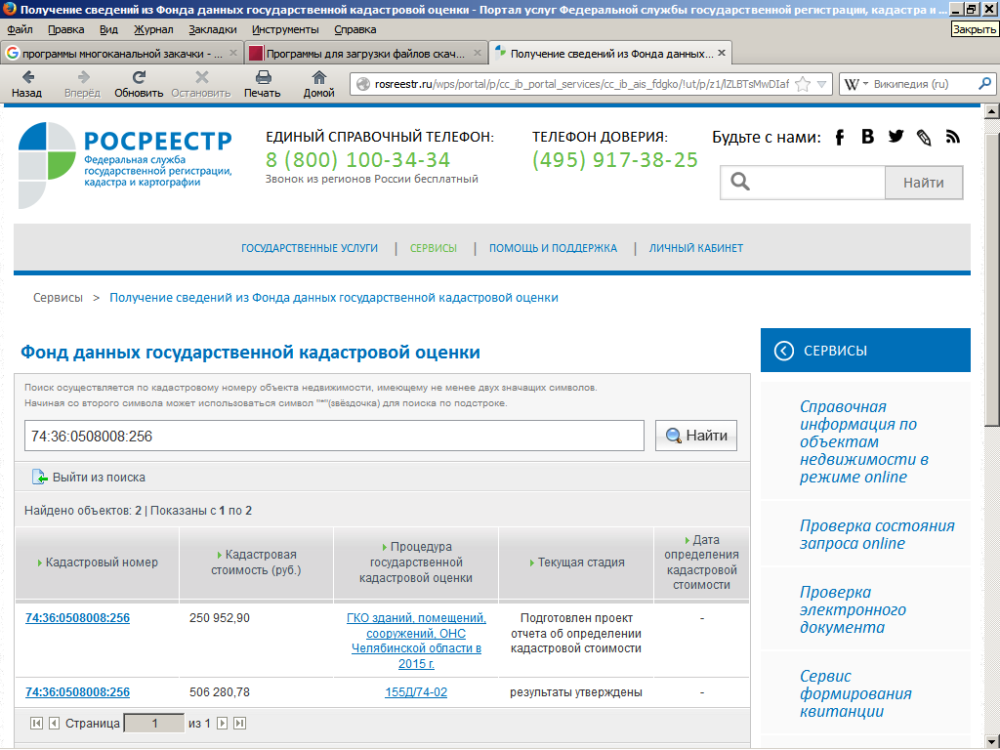 Получение сведений из Фонда данных государственной кадастровой оценки - Портал услуг Федеральной службы государственной регистрации, кадастра и ...
Закрыть
Файл Правка Вид Журнал Закладки Инструменты Справка
программы многоканальной закачки - ...
Программы для загрузки файлов скач...
Получение сведений из Фонда данных...
Назад Вперёд Обновить Остановить Печать Домой
rosreestr.ru/wps/portal/p/cc_ib_portal_services/cc_ib_ais_fdgko/!ut/p/z1/lZLBTsMwDIaf
W Википедия (ru)
РОСРЕЕСТР
Федеральная служба
государственной регистрации,
кадастра и картографии
ЕДИНЫЙ СПРАВОЧНЫЙ ТЕЛЕФОН:
8 (800) 100-34-34
Звонок из регионов России бесплатный
ТЕЛЕФОН ДОВЕРИЯ:
(495) 917-38-25
Будьте с нами:
Найти
ГОСУДАРСТВЕННЫЕ УСЛУГИ | СЕРВИСЫ | ПОМОЩЬ И ПОДДЕРЖКА | ЛИЧНЫЙ КАБИНЕТ
Сервисы > Получение сведений из Фонда данных государственной кадастровой оценки
Фонд данных государственной кадастровой оценки
Поиск осуществляется по кадастровому номеру объекта недвижимости, имеющему не менее двух значащих символов.
Начиная со второго символа может использоваться символ "*"(звёздочка) для поиска по подстроке.
74:36:0508008:256
Найти
Выйти из поиска
Найдено объектов: 2 | Показаны с 1 по 2
Кадастровый номер
Кадастровая
стоимость (руб.)
Процедура
государственной
кадастровой оценки
Текущая стадия
Дата
определения
кадастровой
стоимости
74:36:0508008:256
250 952,90
ГКО зданий, помещений,
сооружений, ОНС
Челябинской области в
2015 г.
Подготовлен проект
отчета об определении
кадастровой стоимости
-
74:36:0508008:256
506 280,78
155Д/74-02
результаты утверждены
-
Страница 1 из 1
СЕРВИСЫ
Справочная
информация по
объектам
недвижимости в
режиме online
Проверка состояния
запроса online
Проверка
электронного
документа
Сервис
формирования
квитанции